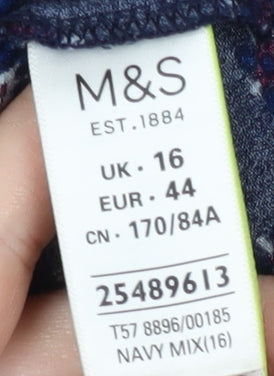 M&S
EST.1884
UK · 16
EUR · 44
CN · 170/84A
25489613
T57 8896/00185
NAVY MIX(16)